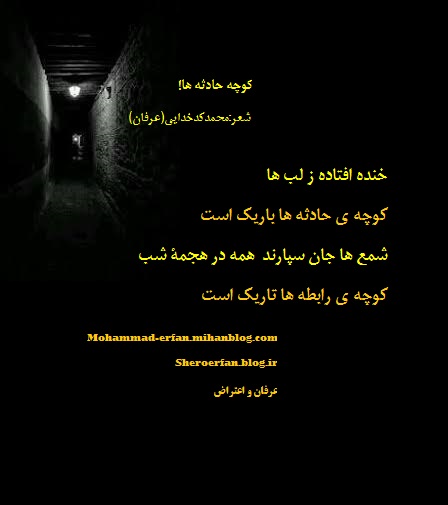 کوچه حادثه ها!
شعر:محمدکدخدایی(عرفان)
خنده افتاده ز لب ها
کوچه ی حادثه ها باریک است
شمع ها جان سپارند همه در هجمهٔ شب
کوچه ی رابطه ها تاریک است
Mohammad-erfan.mihanblog.com
Sheroerfan.blog.ir
عرفان و اعتراض